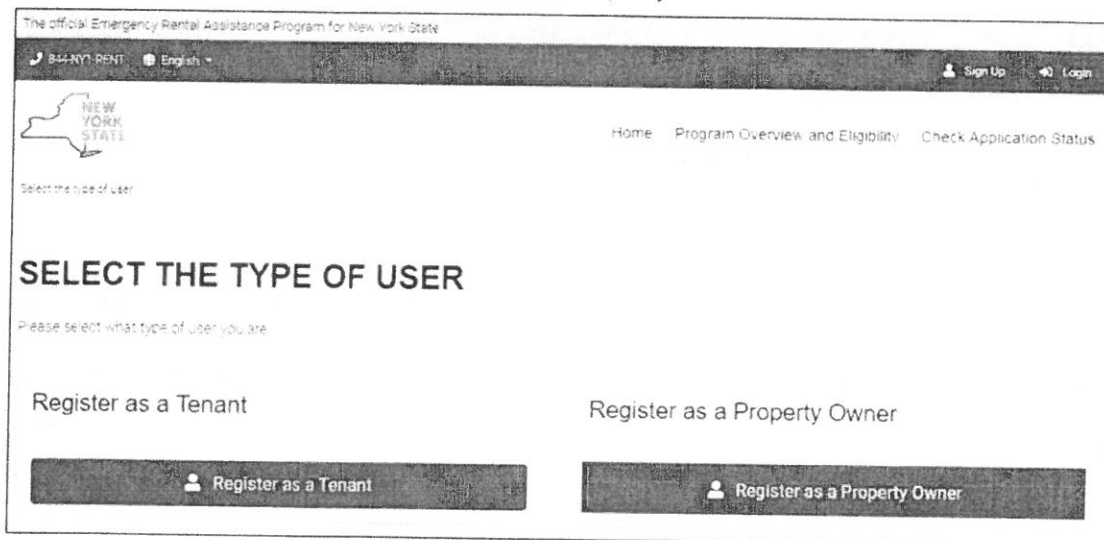 The official Emergency Rental Assistance Program for New York State
844-NY1-RENT English
Sign Up Login
NEW
YORK
STATE
Home Program Overview and Eligibility Check Application Status
Select the type of user
SELECT THE TYPE OF USER
Please select what type of user you are
Register as a Tenant
Register as a Property Owner
Register as a Tenant
Register as a Property Owner